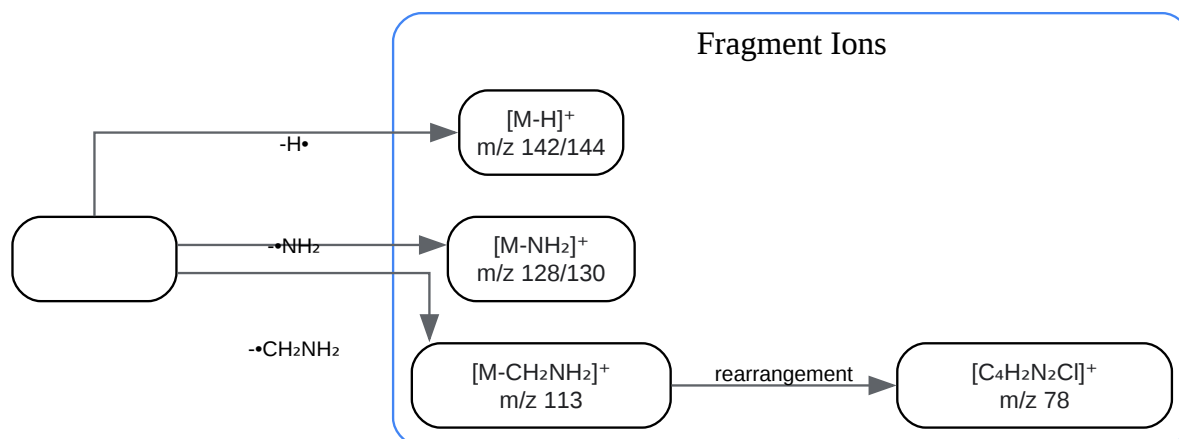 Fragment Ions
[M-H]⁺
m/z 142/144
-H•
[M-NH₂]⁺
m/z 128/130
-•NH₂
-•CH₂NH₂
[M-CH₂NH₂]⁺
m/z 113
rearrangement
[C₄H₂N₂Cl]⁺
m/z 78